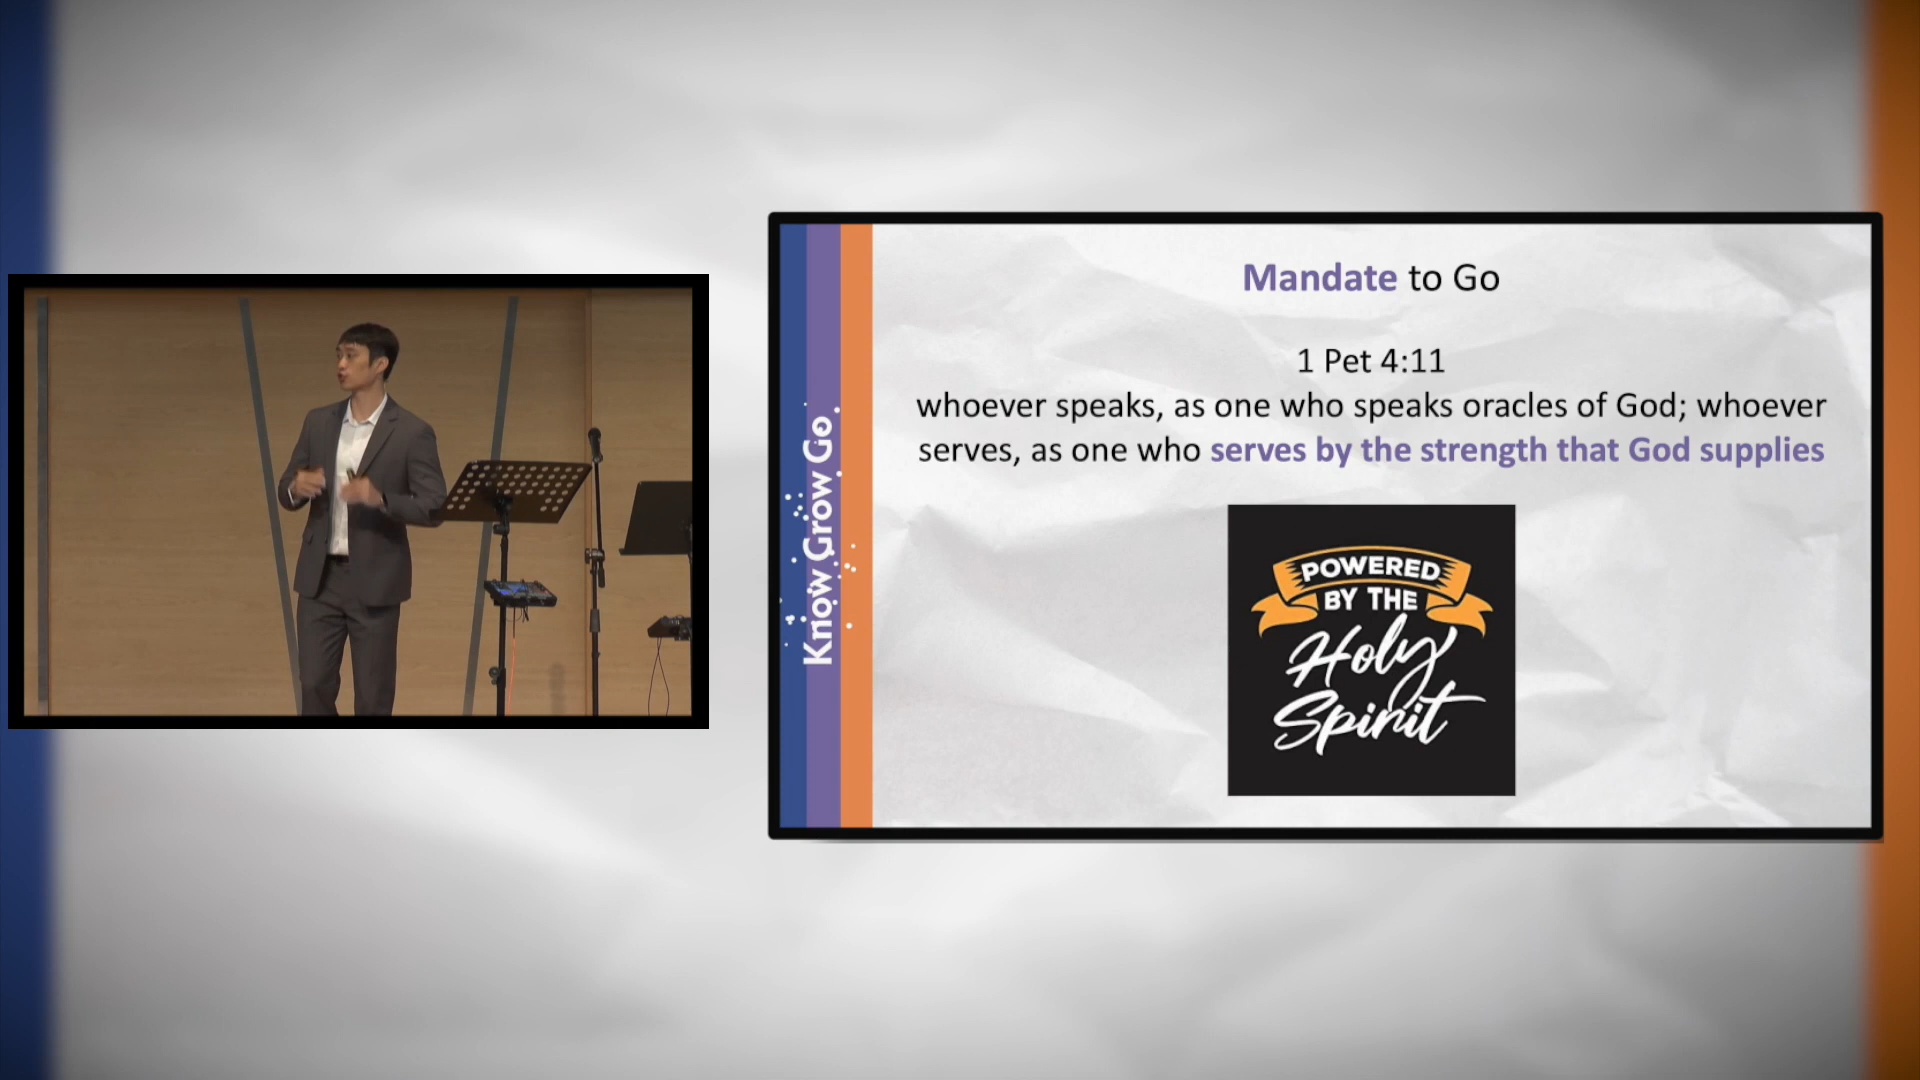 Mandate to Go
1 Pet 4:11
whoever speaks, as one who speaks oracles of God; whoever
serves, as one who serves by the strength that God supplies
Know Grow Go
POWERED
BY THE
Holy
Spirit